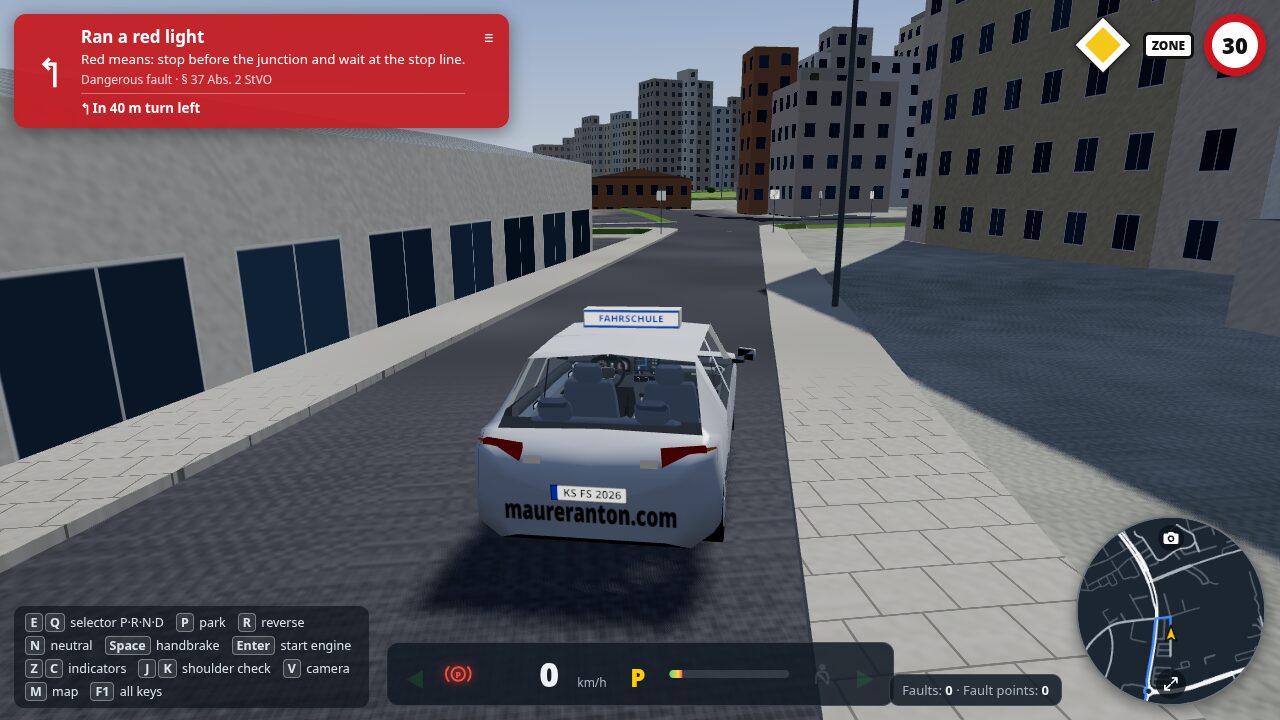 Ran a red light
Red means: stop before the junction and wait at the stop line.
Dangerous fault · § 37 Abs. 2 StVO
In 40 m turn left
ZONE
30
FAHRSCHULE
KS FS 2026
maureranton.com
E Q selector P·R·N·D P park R reverse
N neutral Space handbrake Enter start engine
Z C indicators J K shoulder check V camera
M map F1 all keys
P 0 km/h P
Faults: 0 · Fault points: 0